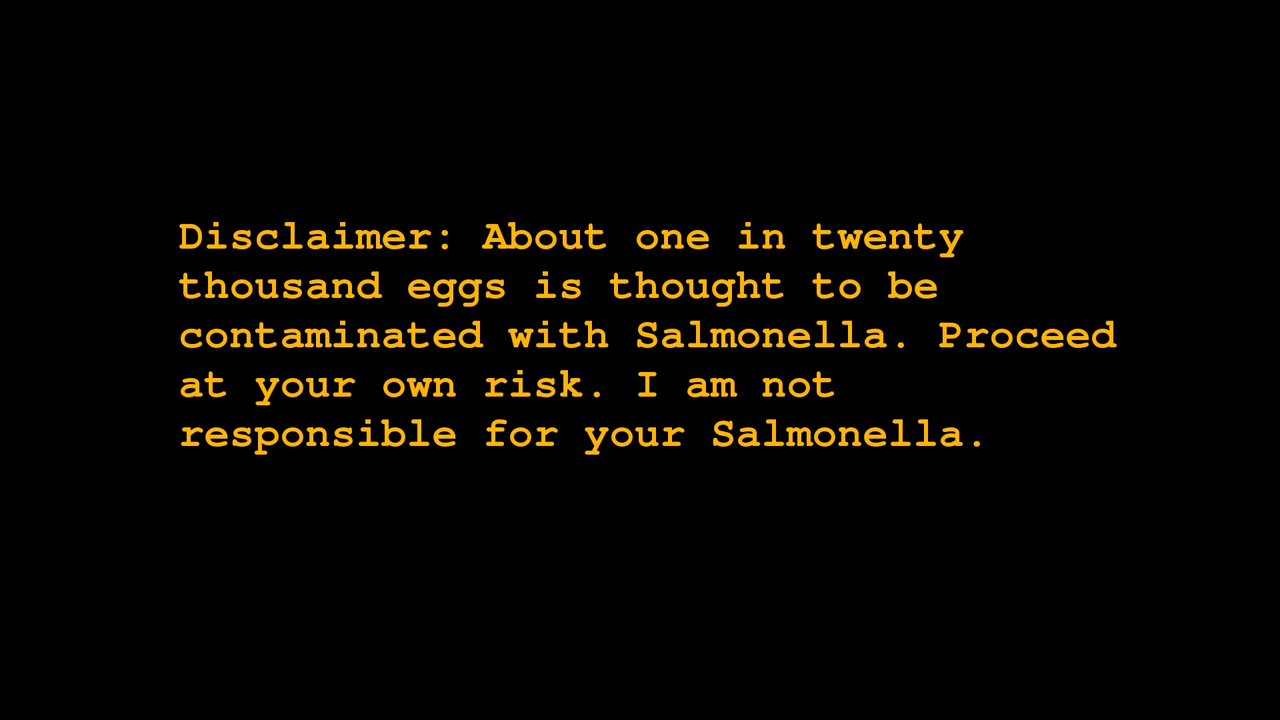 Disclaimer: About one in twenty
thousand eggs is thought to be
contaminated with Salmonella. Proceed
at your own risk. I am not
responsible for your Salmonella.